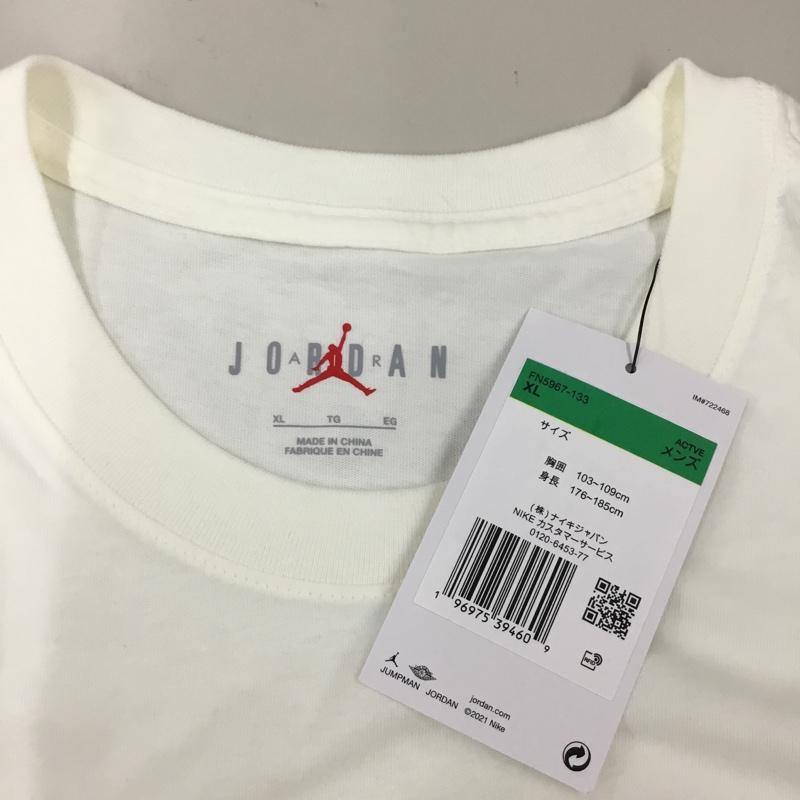 JORDAN
AIR
XL TG EG
MADE IN CHINA
FABRIQUE EN CHINE
FN5967-133
XL
IM#722468
サイズ
ACTVE
メンズ
胸囲 103~109cm
身長 176~185cm
(株)ナイキジャパン
NIKE カスタマーサービス
0120-6453-77
1 96975 39460 9
RFID
JUMPMAN JORDAN
jordan.com
©2021 Nike